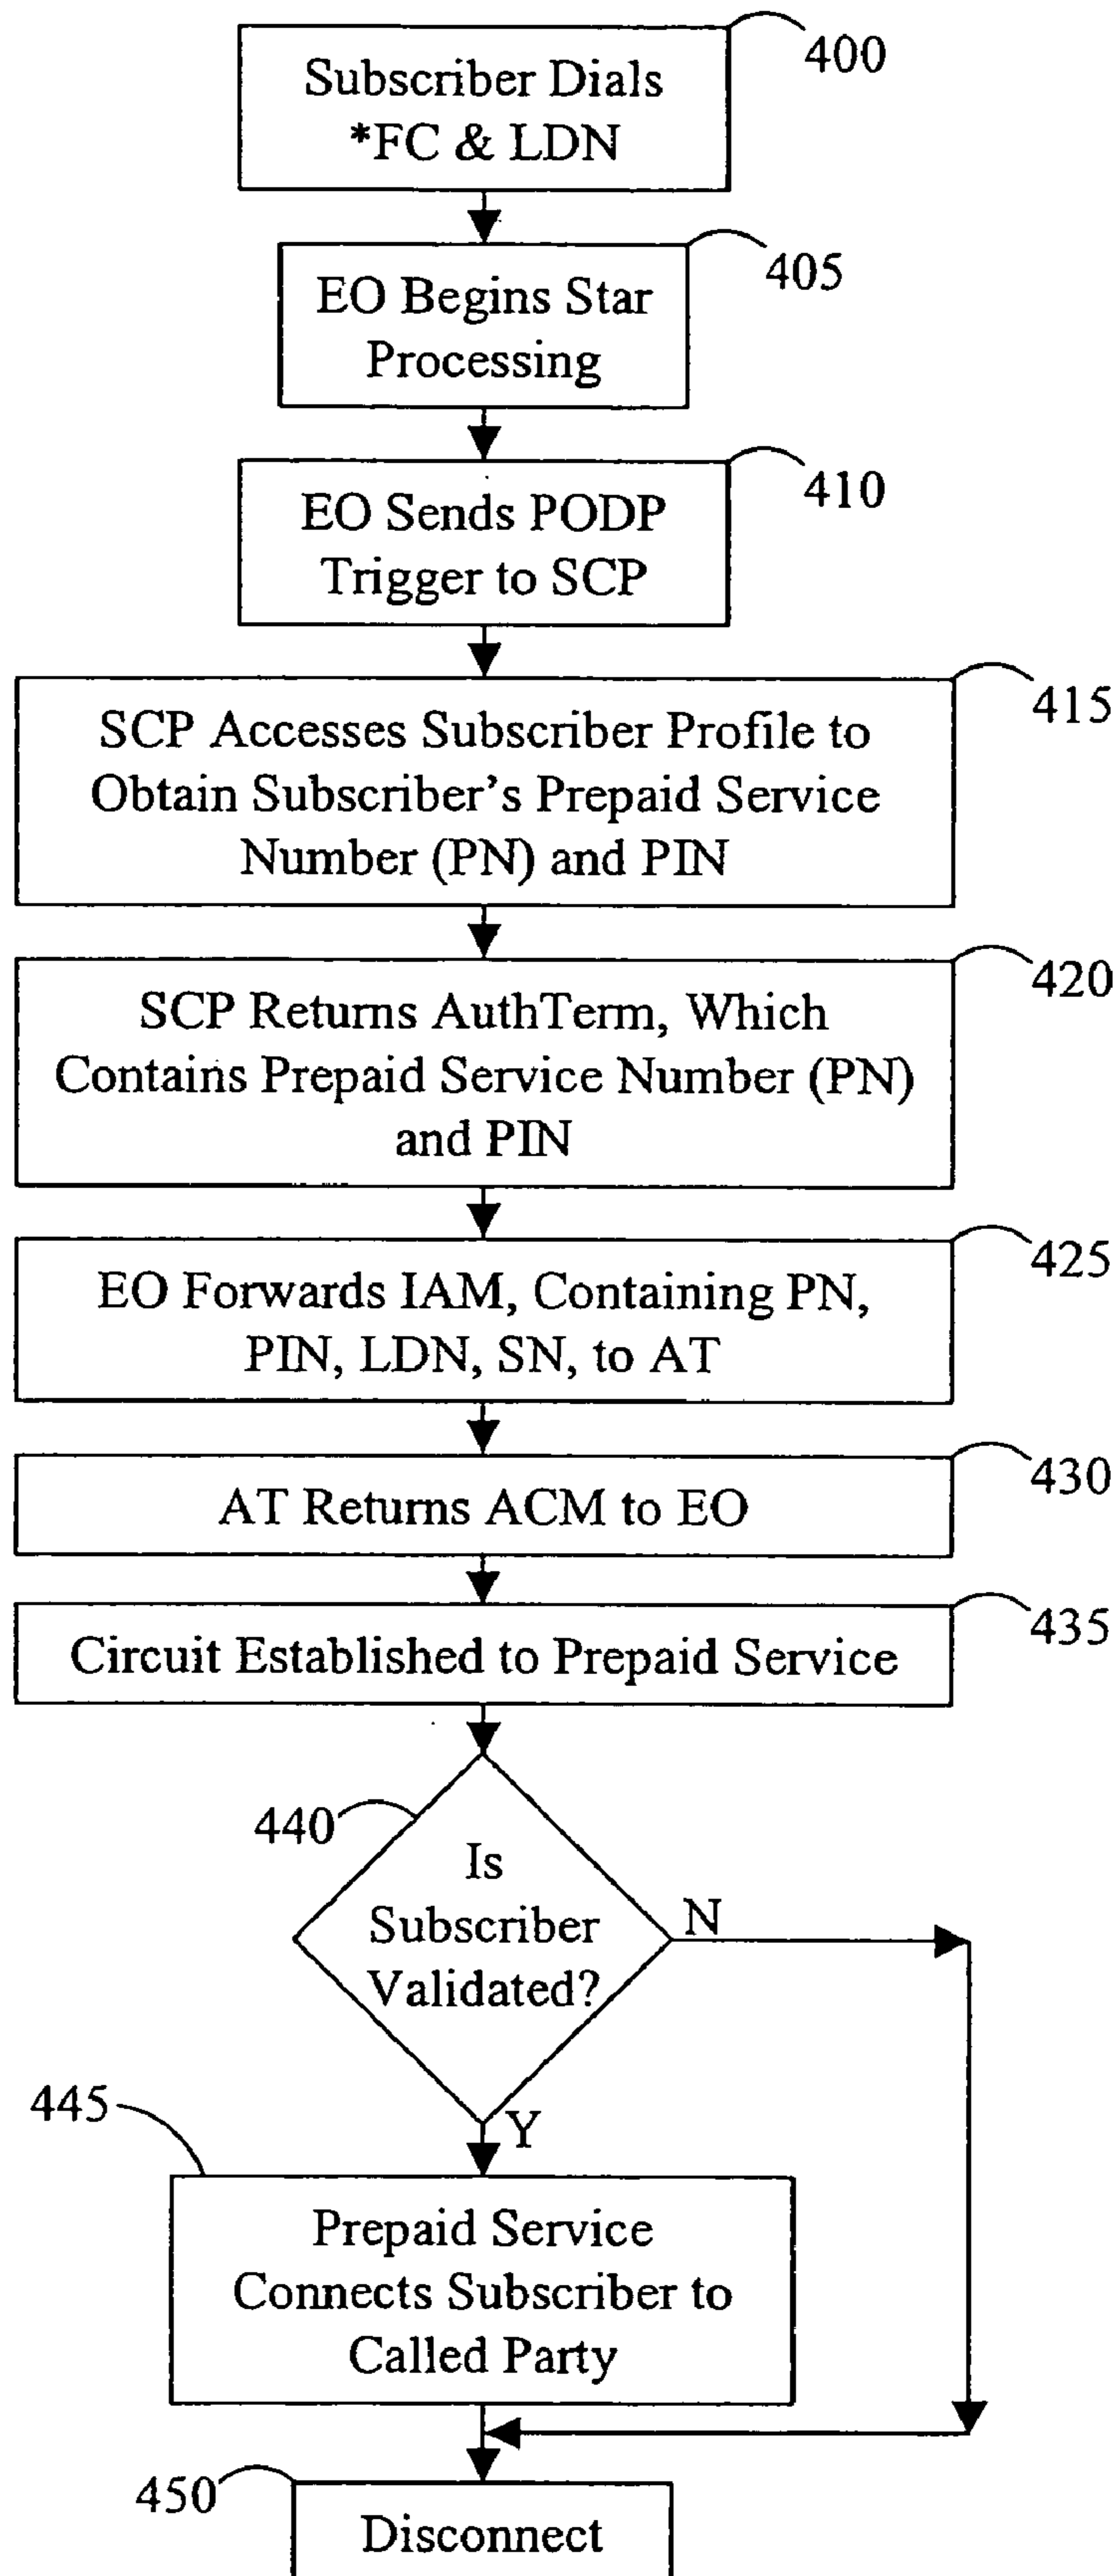 400
Subscriber Dials
*FC & LDN
405
EO Begins Star
Processing
410
EO Sends PODP
Trigger to SCP
415
SCP Accesses Subscriber Profile to
Obtain Subscriber's Prepaid Service
Number (PN) and PIN
420
SCP Returns AuthTerm, Which
Contains Prepaid Service Number (PN)
and PIN
425
EO Forwards IAM, Containing PN,
PIN, LDN, SN, to AT
430
AT Returns ACM to EO
435
Circuit Established to Prepaid Service
440
Is
Subscriber
Validated?
N
Y
445
Prepaid Service
Connects Subscriber to
Called Party
450
Disconnect